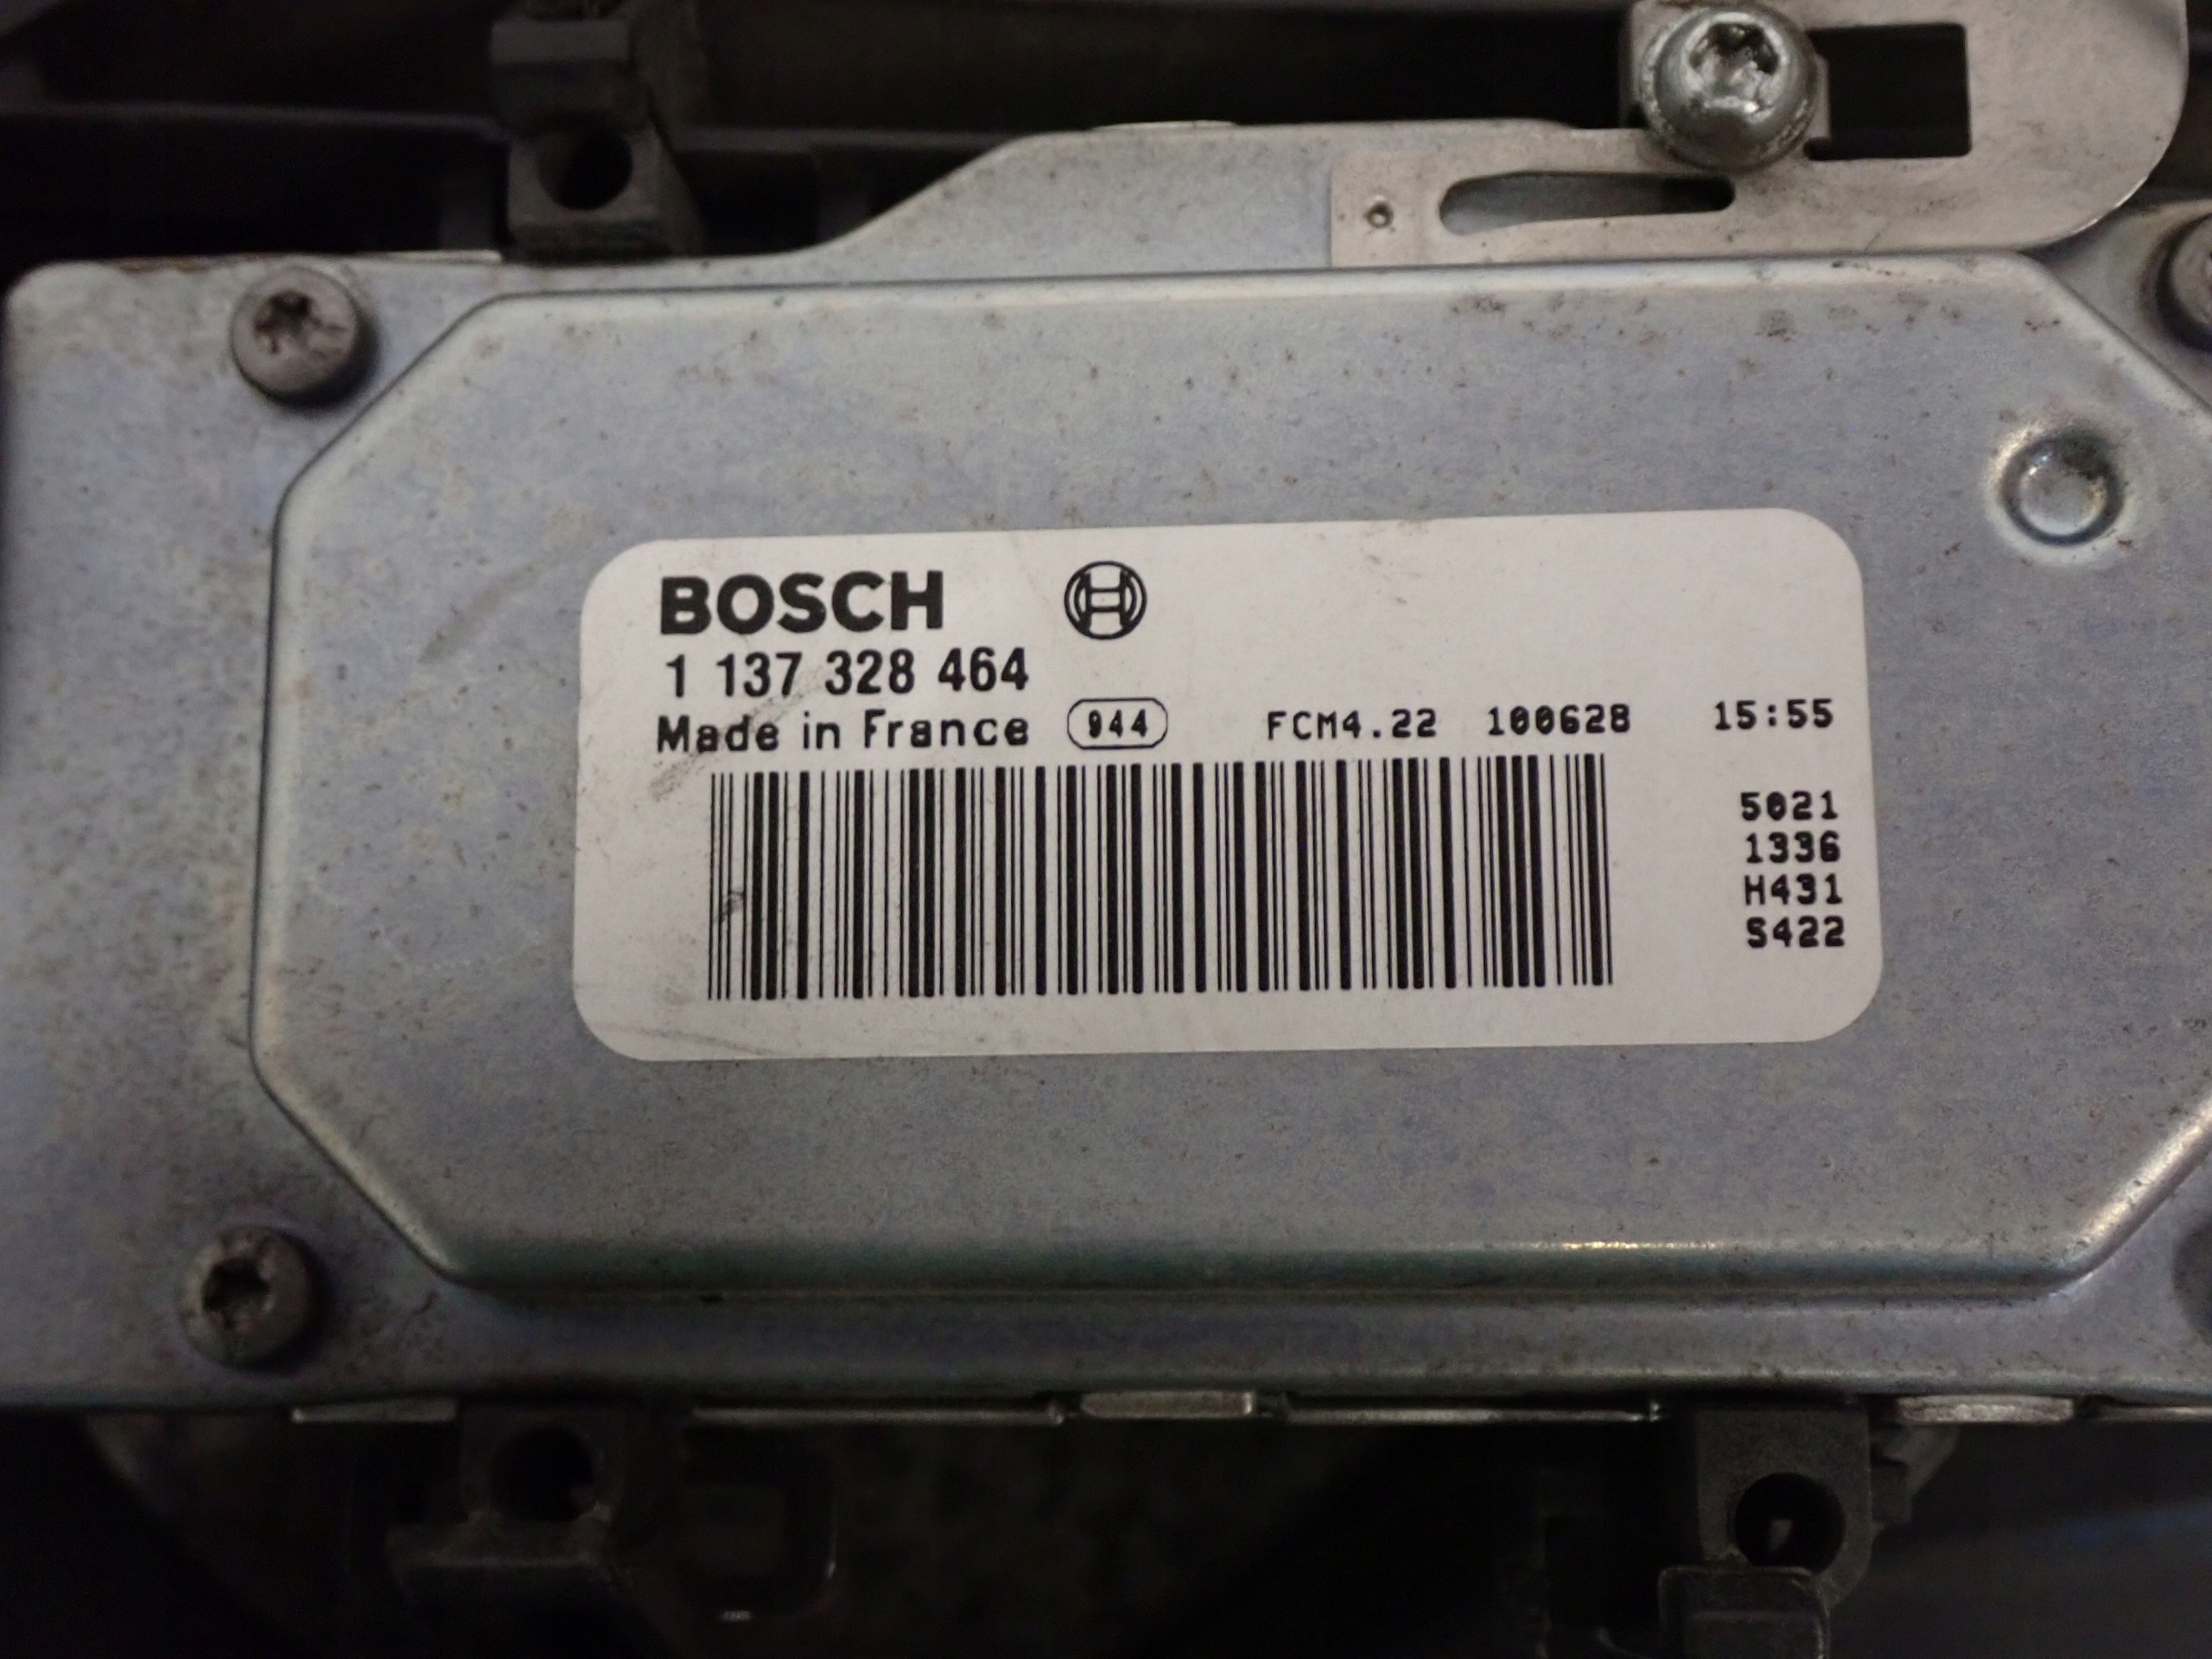 BOSCH
1 137 328 464
Made in France 944 FCM4.22 100628 15:55
5021
1336
H431
S422